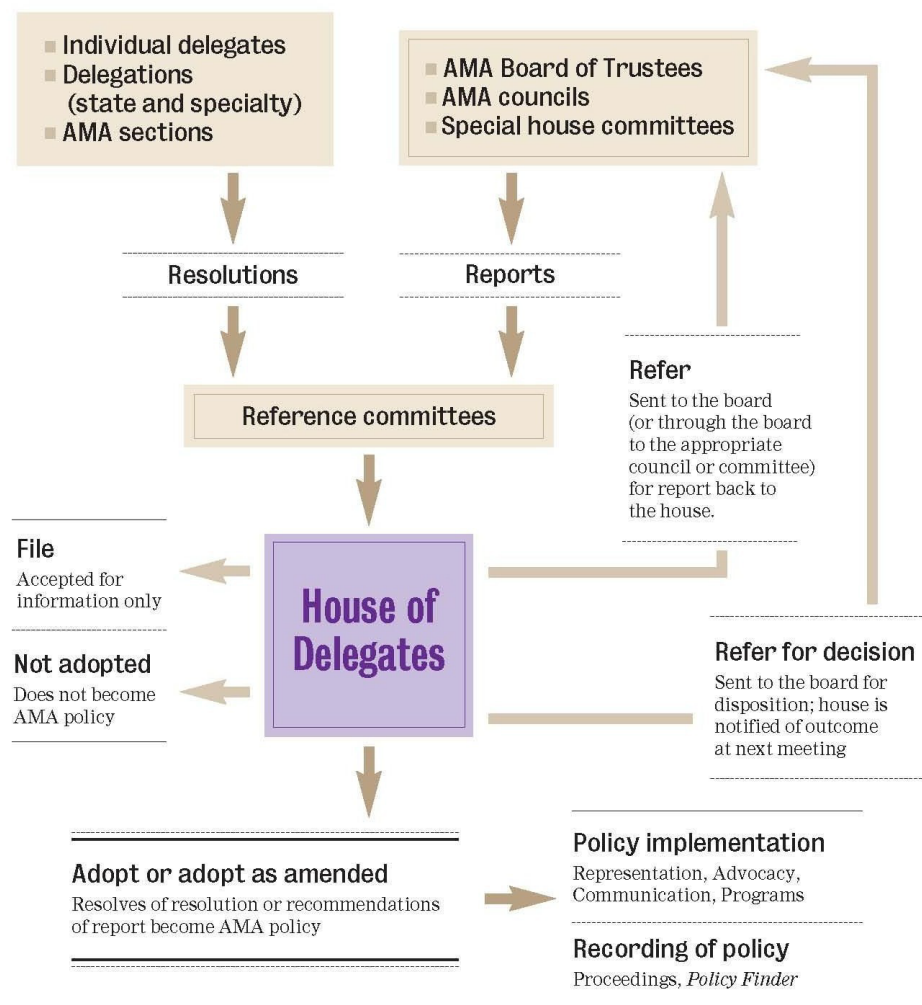 Individual delegates
Delegations
(state and specialty)
AMA sections
AMA Board of Trustees
AMA councils
Special house committees
Resolutions
Reports
Reference committees
Refer
Sent to the board
(or through the board
to the appropriate
council or committee)
for report back to
the house.
File
Accepted for
information only
Not adopted
Does not become
AMA policy
House of
Delegates
Refer for decision
Sent to the board for
disposition; house is
notified of outcome
at next meeting
Adopt or adopt as amended
Resolves of resolution or recommendations
of report become AMA policy
Policy implementation
Representation, Advocacy,
Communication, Programs
Recording of policy
Proceedings, Policy Finder